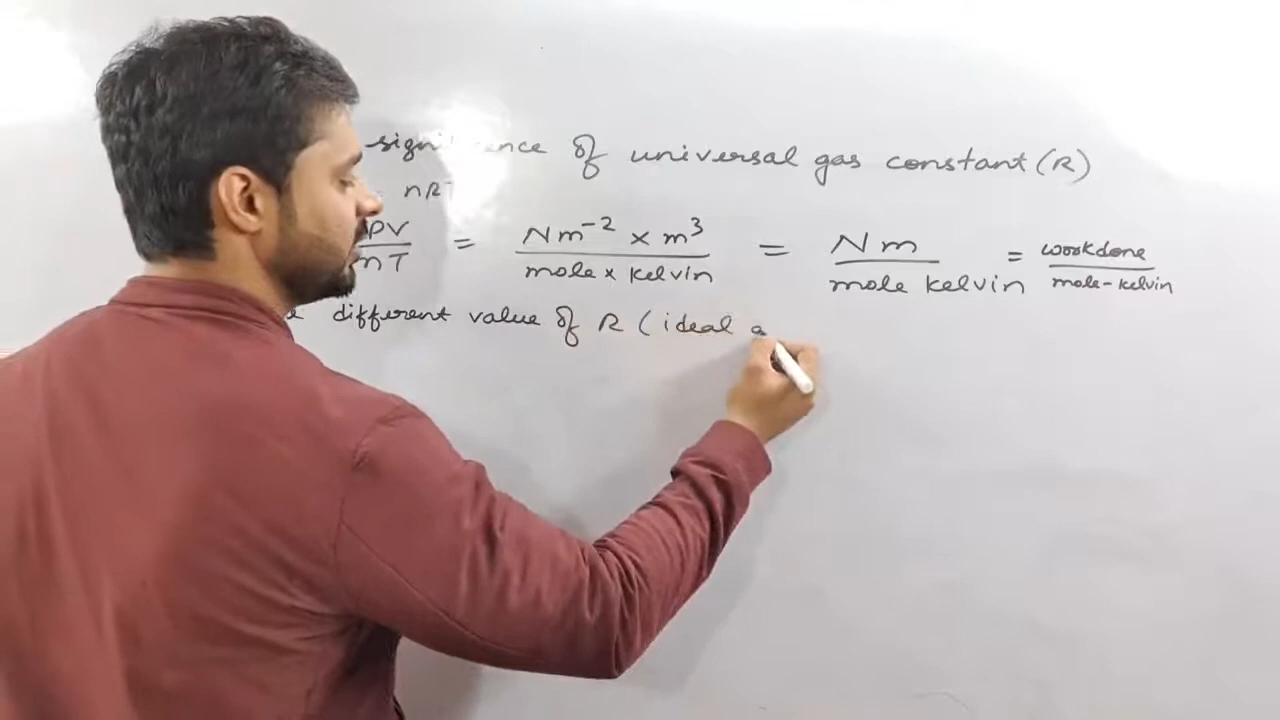 of universal gas constant (R)
nRT
PV/nT = Nm⁻² × m³/mole × kelvin = Nm/mole kelvin = workdone/mole-kelvin
different value of R (ideal